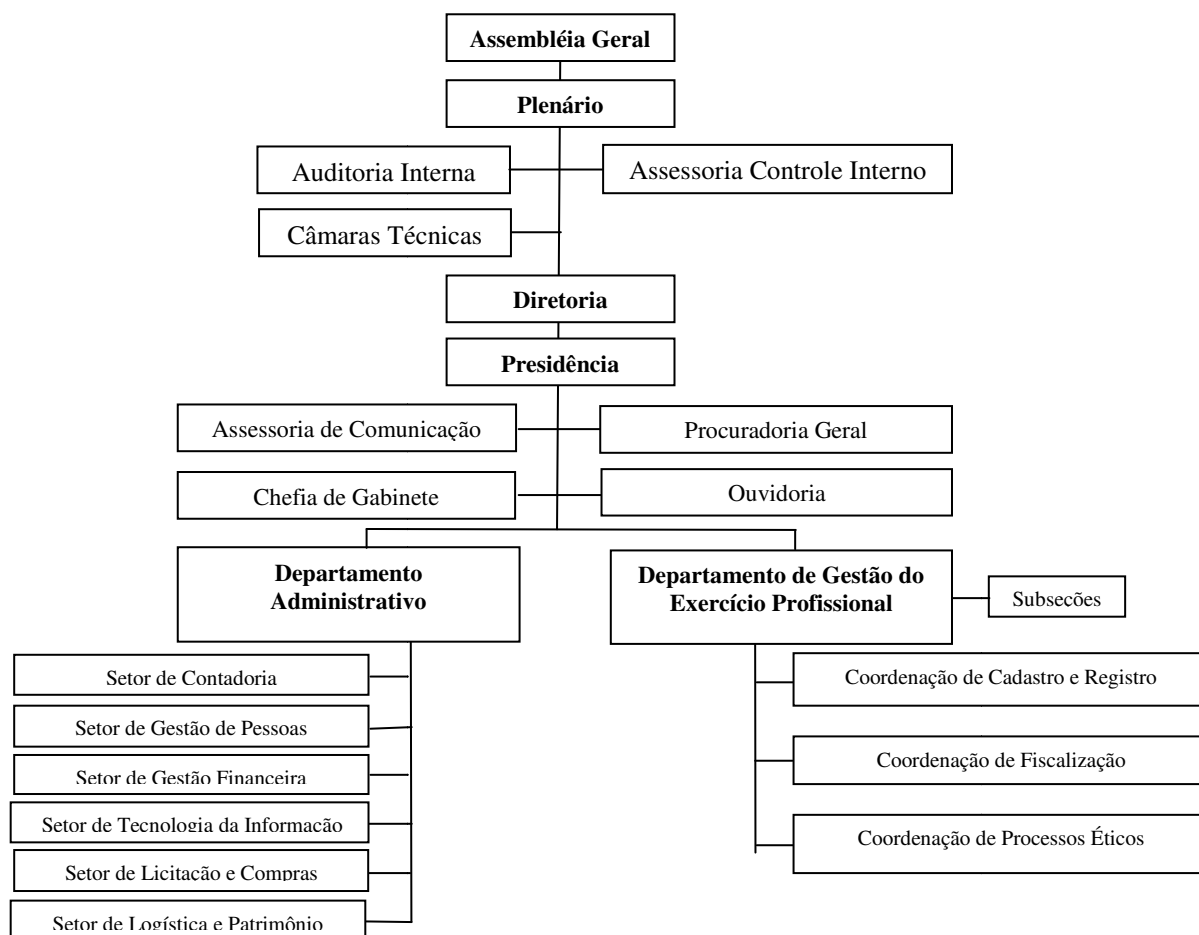 Assembléia Geral
Plenário
Auditoria Interna
Assessoria Controle Interno
Câmaras Técnicas
Diretoria
Presidência
Assessoria de Comunicação
Procuradoria Geral
Chefia de Gabinete
Ouvidoria
Departamento
Administrativo
Departamento de Gestão do
Exercício Profissional
Subseções
Setor de Contadoria
Setor de Gestão de Pessoas
Setor de Gestão Financeira
Setor de Tecnologia da Informação
Setor de Licitação e Compras
Setor de Logística e Patrimônio
Coordenação de Cadastro e Registro
Coordenação de Fiscalização
Coordenação de Processos Éticos